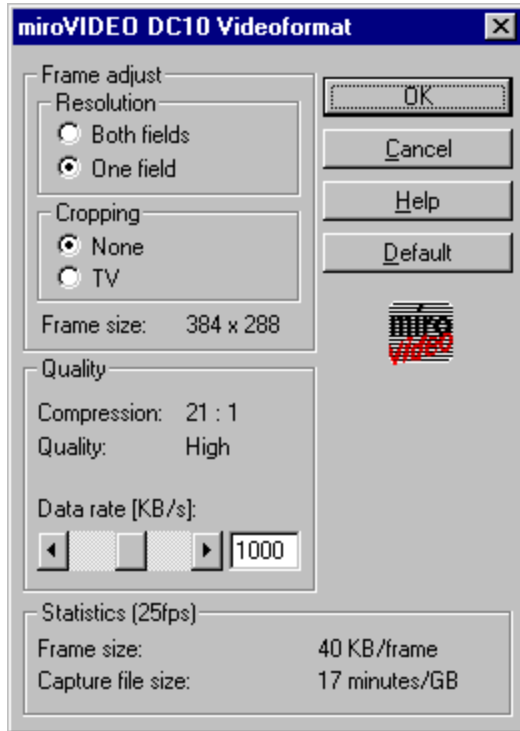 miroVIDEO DC10 Videoformat
Frame adjust
Resolution
Both fields
One field
Cropping
None
TV
Frame size: 384 x 288
OK
Cancel
Help
Default
miro
video
Quality
Compression: 21 : 1
Quality: High
Data rate [KB/s]:
1000
Statistics (25fps)
Frame size: 40 KB/frame
Capture file size: 17 minutes/GB